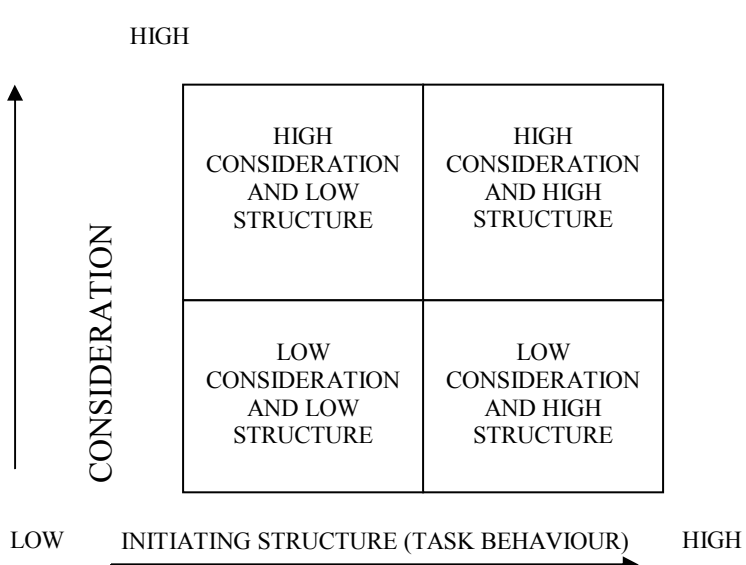 HIGH
HIGH
CONSIDERATION
AND LOW
STRUCTURE
HIGH
CONSIDERATION
AND HIGH
STRUCTURE
CONSIDERATION
LOW
CONSIDERATION
AND LOW
STRUCTURE
LOW
CONSIDERATION
AND HIGH
STRUCTURE
LOW
INITIATING STRUCTURE (TASK BEHAVIOUR)
HIGH